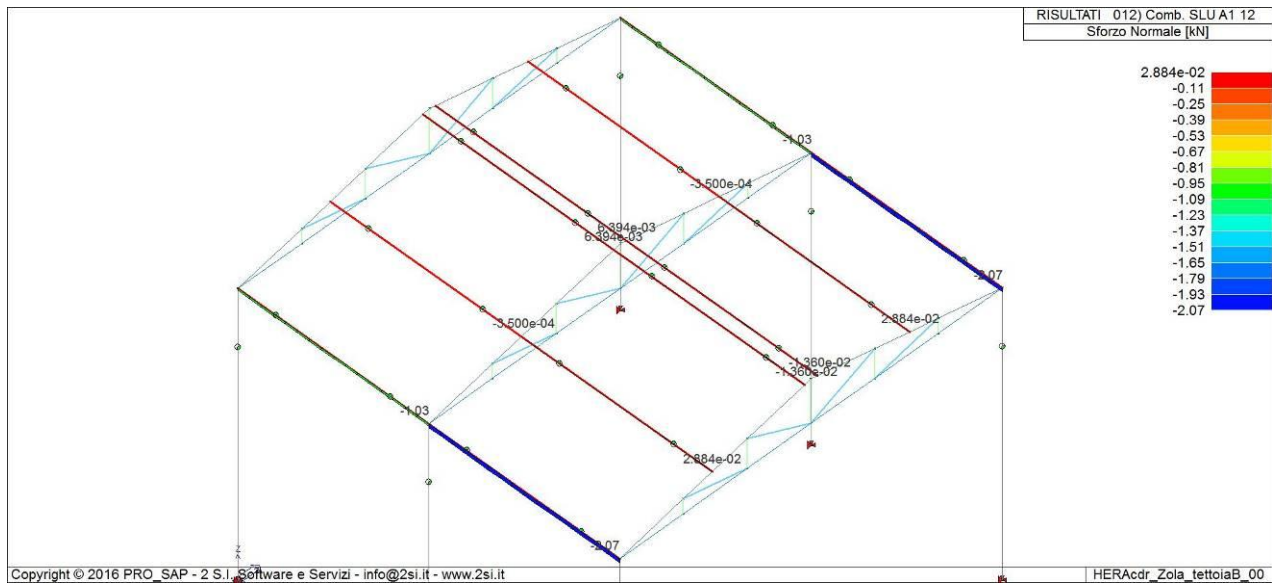 RISULTATI 012) Comb. SLU A1 12
Sforzo Normale [kN]
2.884e-02
-0.11
-0.25
-0.39
-0.53
-0.67
-0.81
-0.95
-1.09
-1.23
-1.37
-1.51
-1.65
-1.79
-1.93
-2.07
-1.03
-3.500e-04
6.394e-03
6.394e-03
-2.07
-3.500e-04
2.884e-02
-1.360e-02
-1.360e-02
-1.03
2.884e-02
-2.07
Z
Copyright © 2016 PRO_SAP - 2 S.I. Software e Servizi - info@2si.it - www.2si.it
HERAcdr_Zola_tettoiaB_00